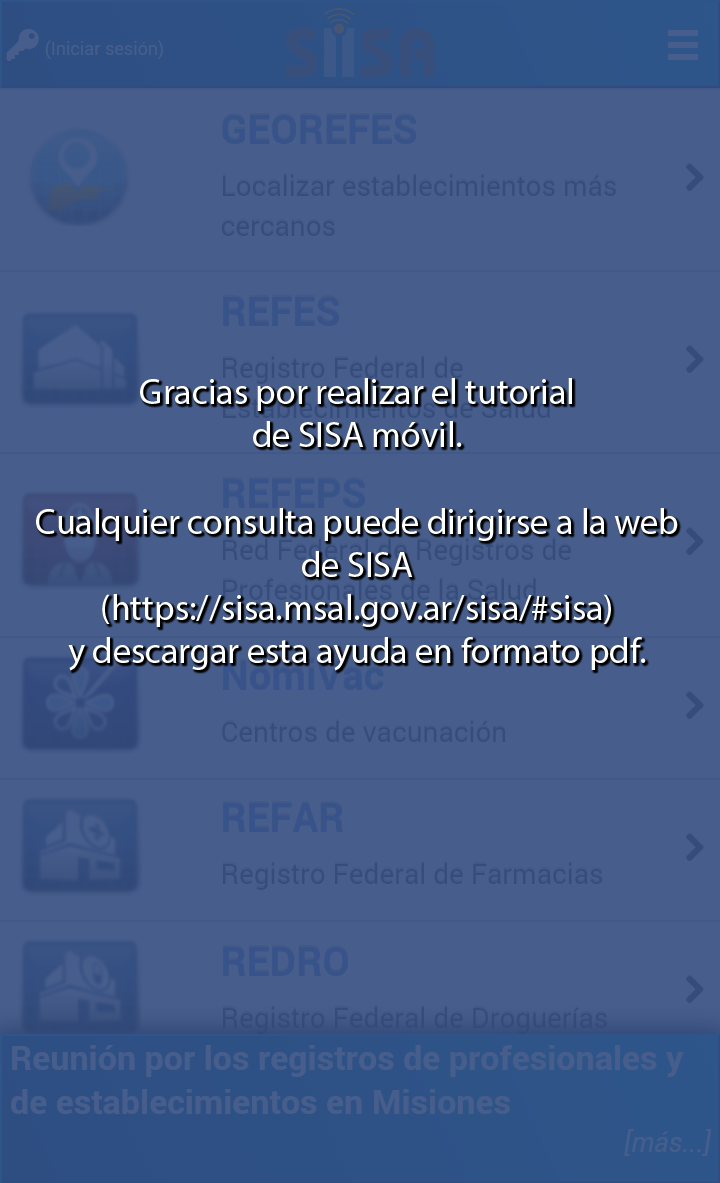 (Iniciar sesión)
SIISA
GEOREFES
Localizar establecimientos más
cercanos
REFES
Registro Federal de
Establecimientos de Salud
Gracias por realizar el tutorial
de SISA móvil.
REFEPS
Red Federal de Registros de
Profesionales de la Salud
Cualquier consulta puede dirigirse a la web
de SISA
(https://sisa.msal.gov.ar/sisa/#sisa)
y descargar esta ayuda en formato pdf.
NomiVac
Centros de vacunación
REFAR
Registro Federal de Farmacias
REDRO
Registro Federal de Droguerías
Reunión por los registros de profesionales y
de establecimientos en Misiones
[más...]